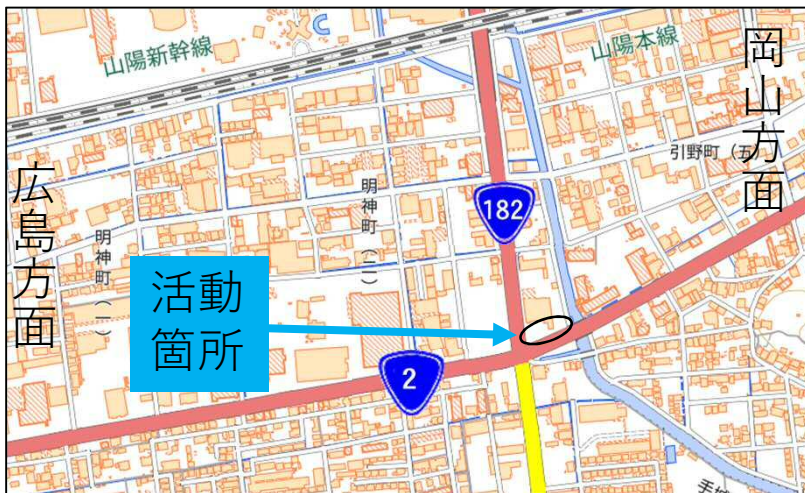 山陽新幹線
山陽本線
岡山方面
引野町(五)
広島方面
明神町(二)
182
明神町(一)
活動
箇所
2